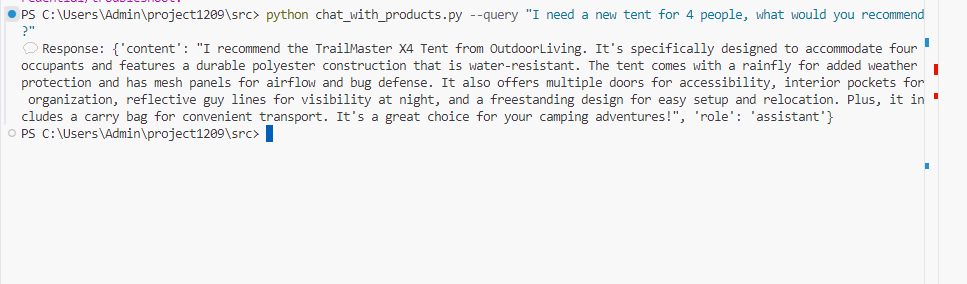 PS C:\Users\Admin\project1209\src> python chat_with_products.py --query "I need a new tent for 4 people, what would you recommend
?"
Response: {'content': "I recommend the TrailMaster X4 Tent from OutdoorLiving. It's specifically designed to accommodate four
occupants and features a durable polyester construction that is water-resistant. The tent comes with a rainfly for added weather
protection and has mesh panels for airflow and bug defense. It also offers multiple doors for accessibility, interior pockets for
organization, reflective guy lines for visibility at night, and a freestanding design for easy setup and relocation. Plus, it in
cludes a carry bag for convenient transport. It's a great choice for your camping adventures!", 'role': 'assistant'}
PS C:\Users\Admin\project1209\src>